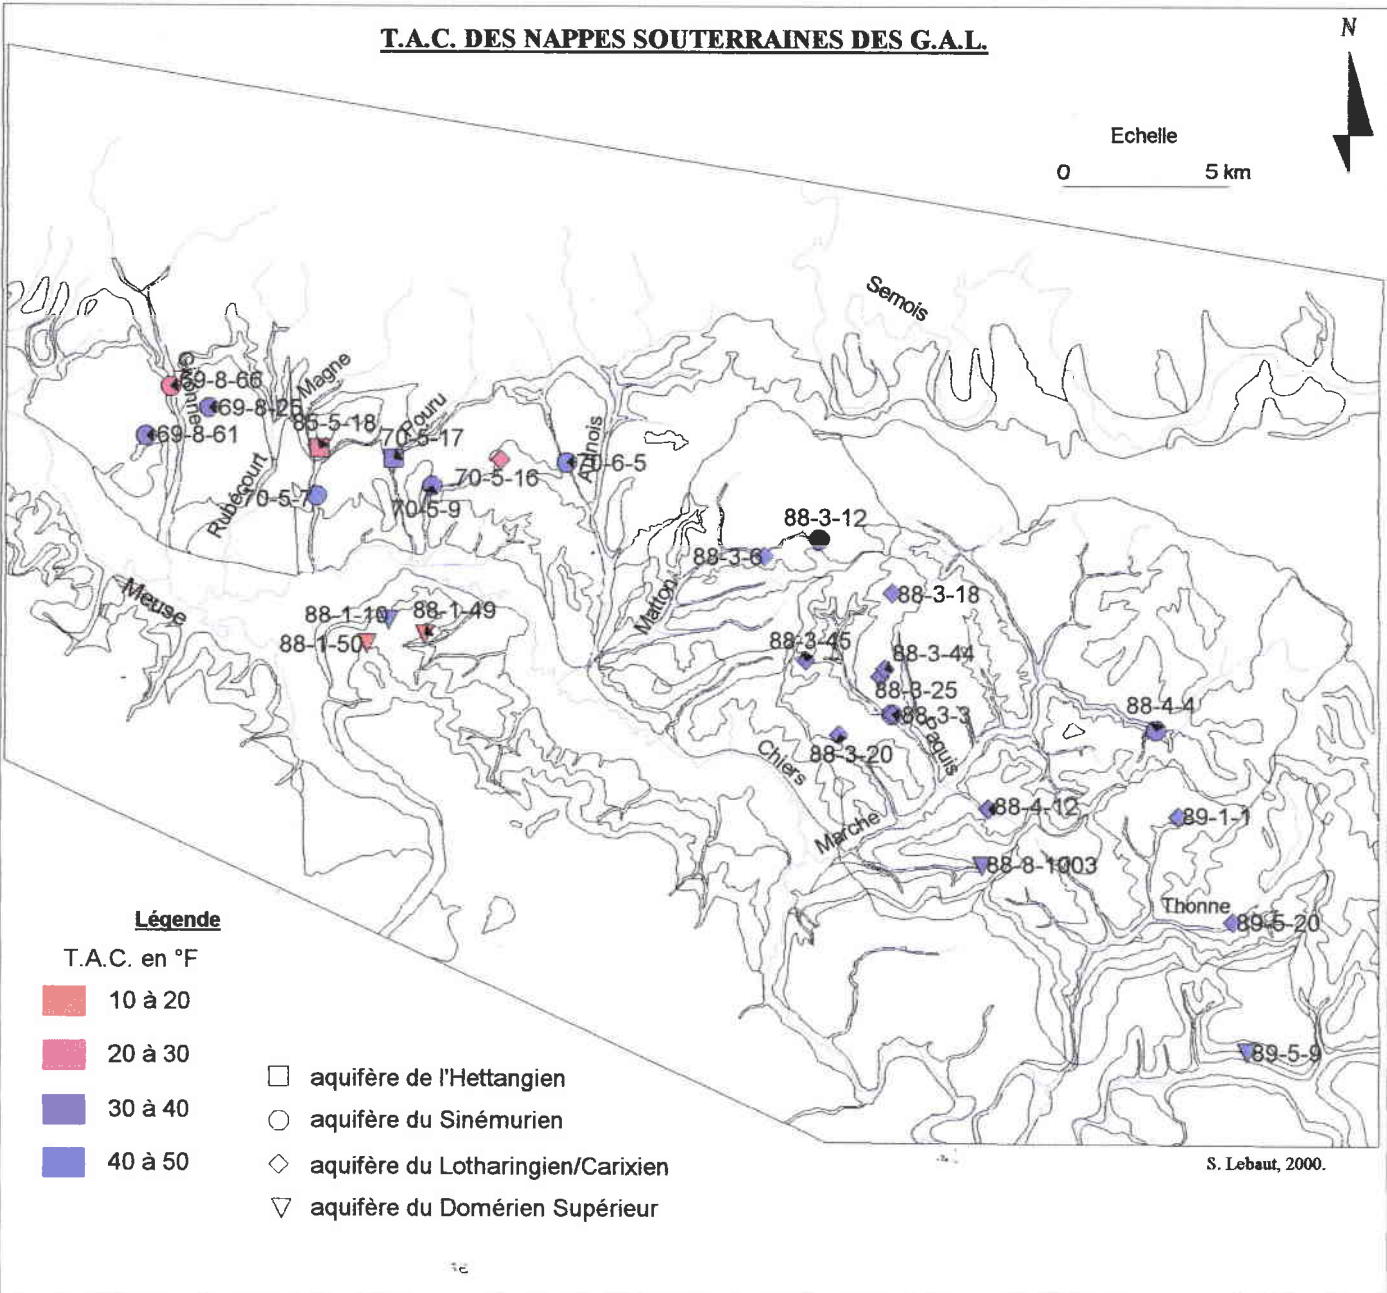 T.A.C. DES NAPPES SOUTERRAINES DES G.A.L.
N
Echelle
0 5 km
Semois
Givonne
69-8-66
69-8-25
69-8-61
Magne
85-5-18
Pouru
70-5-17
Aulnois
70-6-5
70-5-16
Rubécourt
70-5-7
70-5-9
88-3-12
88-3-6
Matton
88-3-18
Meuse
88-1-10
88-1-49
88-1-50
88-3-45
88-3-44
88-3-25
88-3-3
88-4-4
Paquis
88-3-20
Chiers
88-4-12
89-1-1
Marche
88-8-1003
Thonne
89-5-20
89-5-9
Légende
T.A.C. en °F
10 à 20
20 à 30
30 à 40
40 à 50
aquifère de l'Hettangien
aquifère du Sinémurien
aquifère du Lotharingien/Carixien
aquifère du Domérien Supérieur
S. Lebaut, 2000.